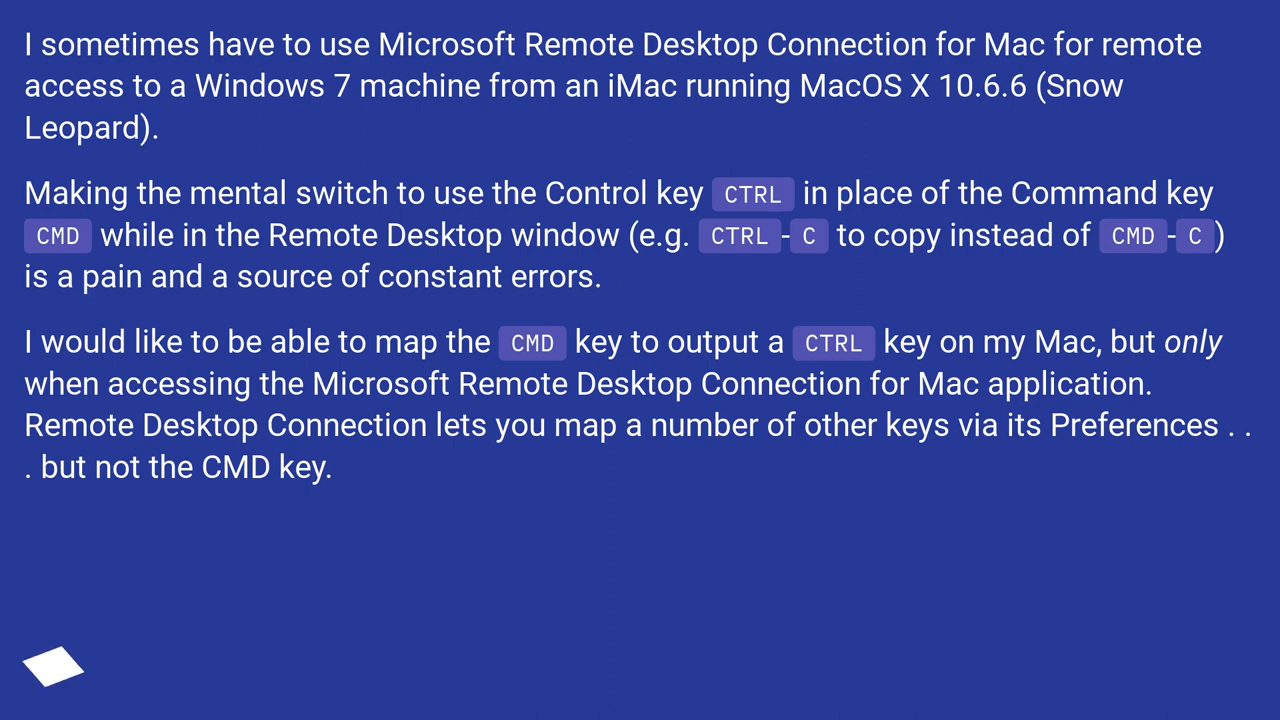 I sometimes have to use Microsoft Remote Desktop Connection for Mac for remote
access to a Windows 7 machine from an iMac running MacOS X 10.6.6 (Snow
Leopard).
Making the mental switch to use the Control key CTRL in place of the Command key
CMD while in the Remote Desktop window (e.g. CTRL-C to copy instead of CMD-C)
is a pain and a source of constant errors.
I would like to be able to map the CMD key to output a CTRL key on my Mac, but only
when accessing the Microsoft Remote Desktop Connection for Mac application.
Remote Desktop Connection lets you map a number of other keys via its Preferences . .
. but not the CMD key.